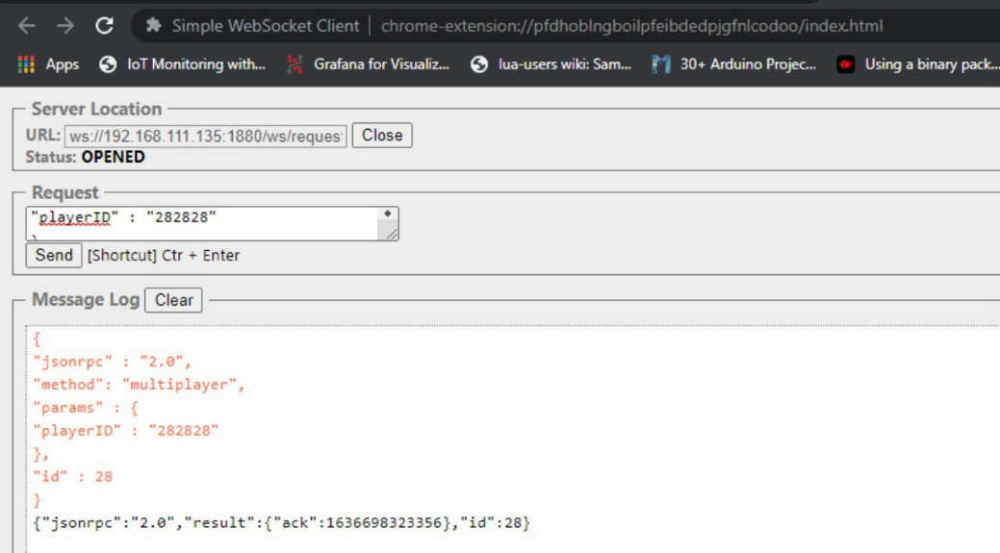 Simple WebSocket Client | chrome-extension://pfdhoblngboilpfeibdedpjgfnlcodoo/index.html
Apps IoT Monitoring with... Grafana for Visualiz... lua-users wiki: Sam... 30+ Arduino Projec... Using a binary pack...
Server Location
URL: ws://192.168.111.135:1880/ws/reques Close
Status: OPENED
Request
"playerID" : "282828"
Send [Shortcut] Ctr + Enter
Message Log Clear
{
"jsonrpc" : "2.0",
"method": "multiplayer",
"params" : {
"playerID" : "282828"
},
"id" : 28
}
{"jsonrpc":"2.0","result":{"ack":1636698323356},"id":28}